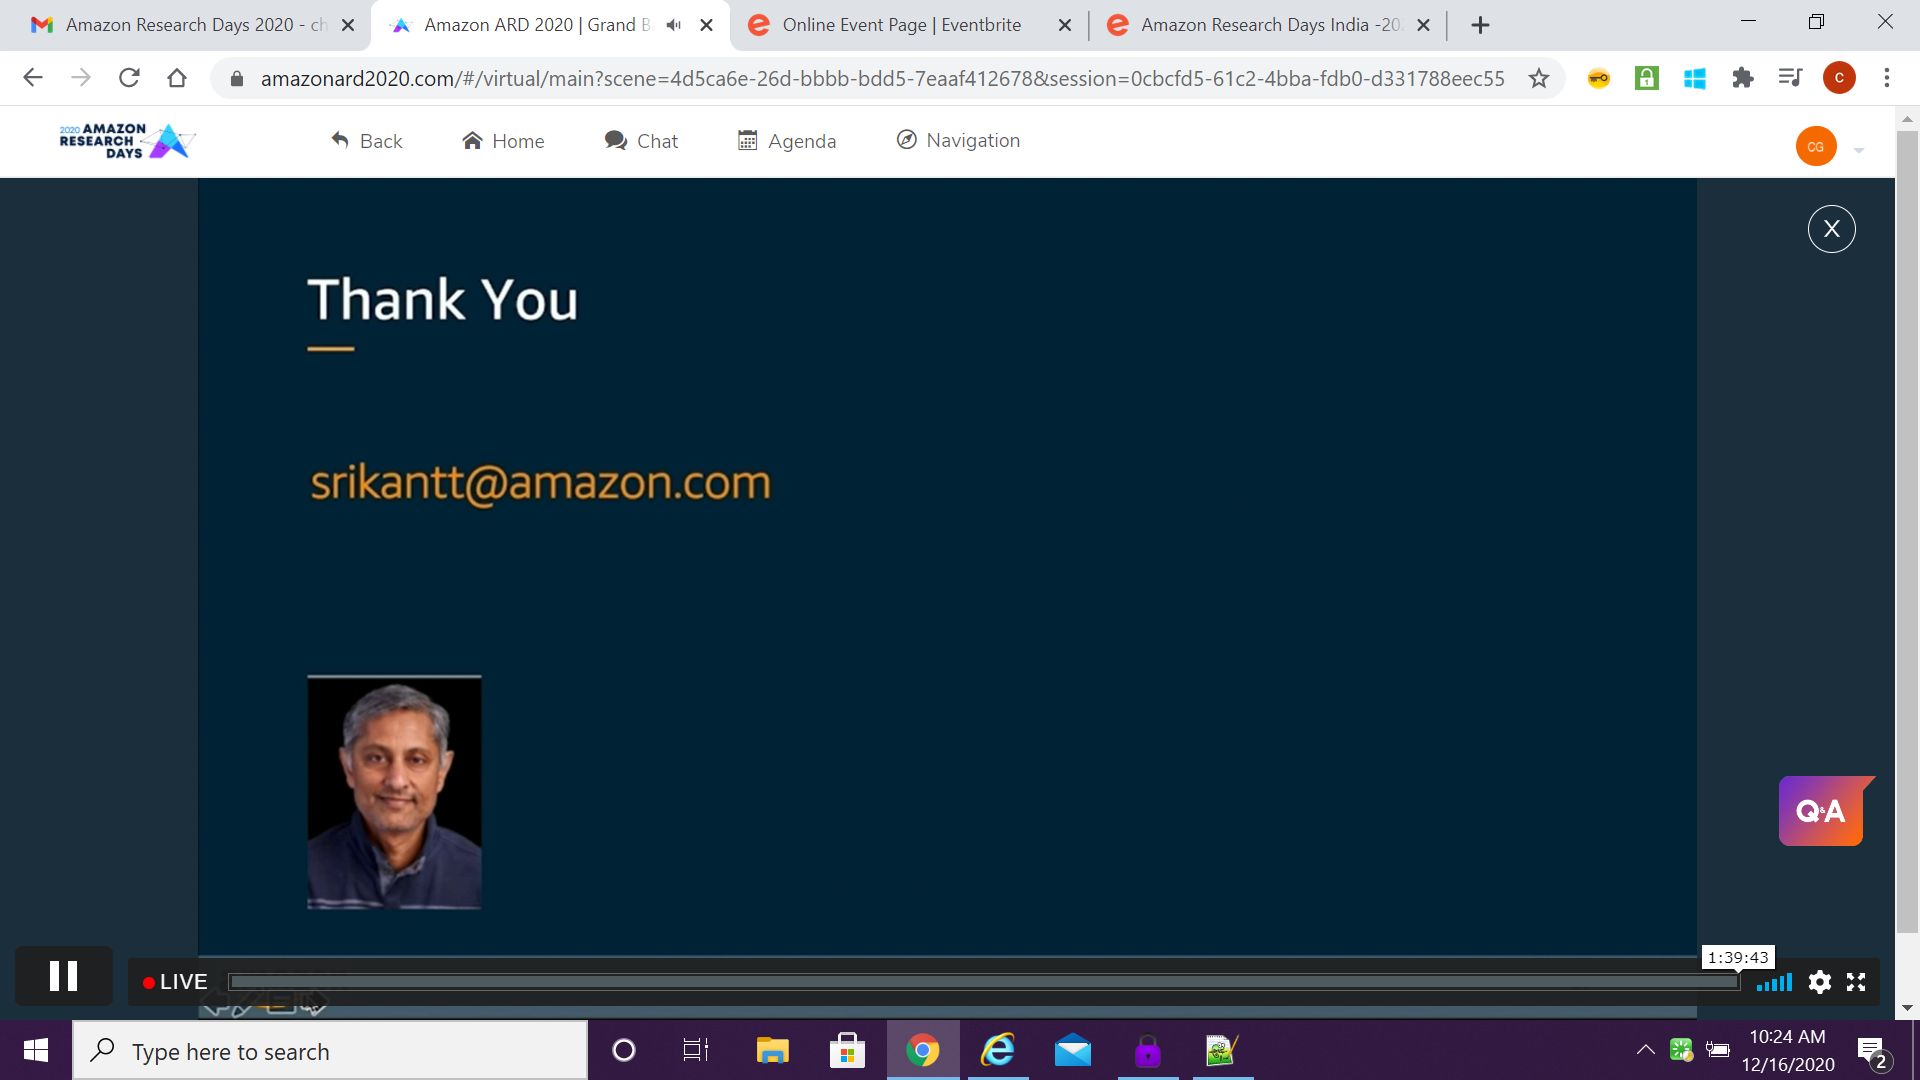 Amazon Research Days 2020 - ch
Amazon ARD 2020 | Grand B
Online Event Page | Eventbrite
Amazon Research Days India -20
amazonard2020.com/#/virtual/main?scene=4d5ca6e-26d-bbbb-bdd5-7eaaf412678&session=0cbcfd5-61c2-4bba-fdb0-d331788eec55
C
2020 AMAZON
RESEARCH
DAYS
Back
Home
Chat
Agenda
Navigation
CG
X
Thank You
srikantt@amazon.com
Q&A
1:39:43
LIVE
Type here to search
10:24 AM
12/16/2020
2